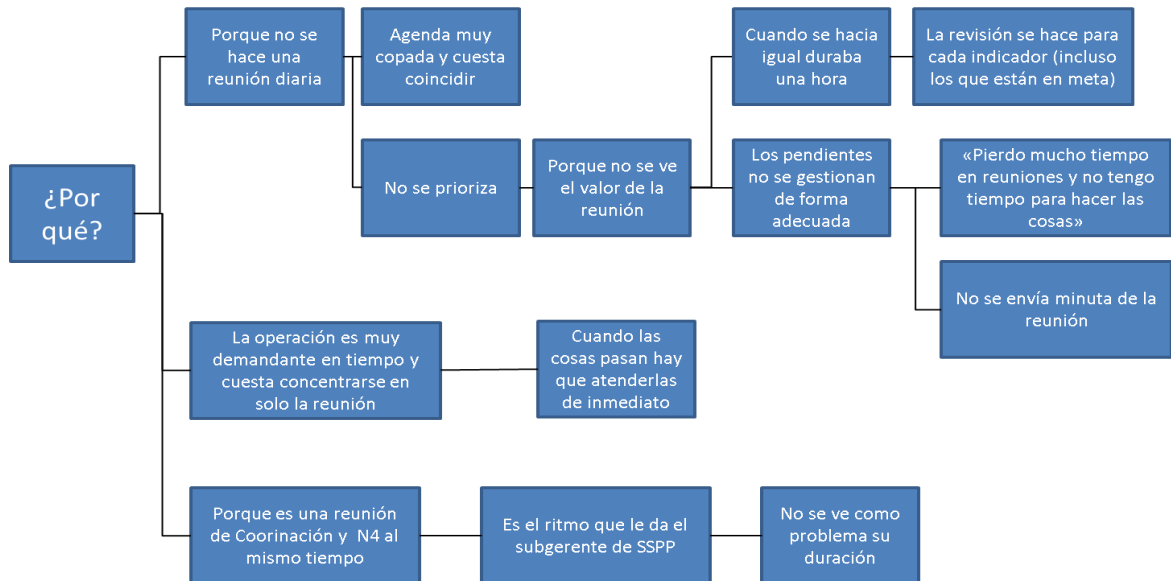 ¿Por
qué?
Porque no se
hace una
reunión diaria
Agenda muy
copada y cuesta
coincidir
No se prioriza
Porque no se ve
el valor de la
reunión
Cuando se hacia
igual duraba
una hora
La revisión se hace para
cada indicador (incluso
los que están en meta)
Los pendientes
no se gestionan
de forma
adecuada
«Pierdo mucho tiempo
en reuniones y no tengo
tiempo para hacer las
cosas»
No se envía minuta de la
reunión
La operación es muy
demandante en tiempo y
cuesta concentrarse en
solo la reunión
Cuando las
cosas pasan hay
que atenderlas
de inmediato
Porque es una reunión
de Coorinación y N4 al
mismo tiempo
Es el ritmo que le da el
subgerente de SSPP
No se ve como
problema su
duración